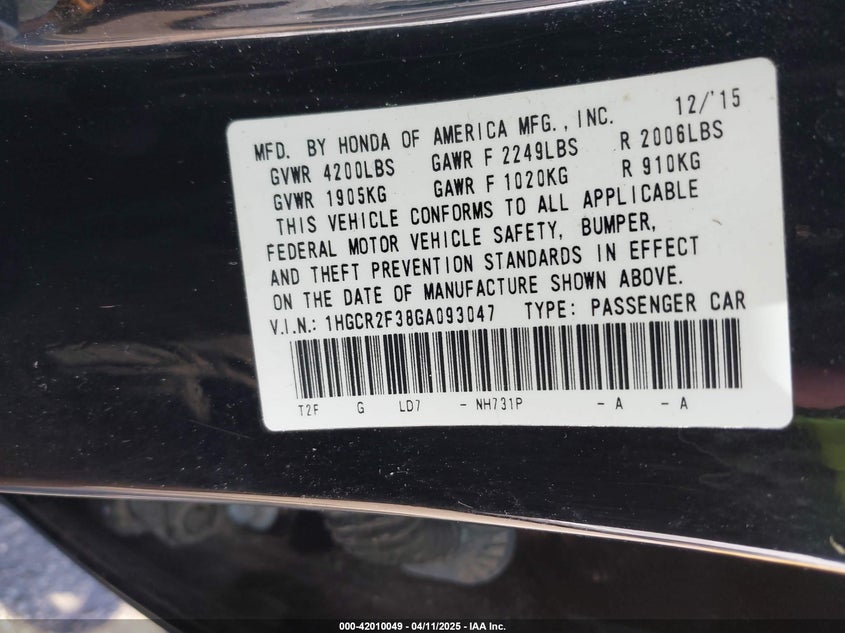 MFD. BY HONDA OF AMERICA MFG., INC. 12/'15
GVWR 4200LBS GAWR F 2249LBS R 2006LBS
GVWR 1905KG GAWR F 1020KG R 910KG
THIS VEHICLE CONFORMS TO ALL APPLICABLE
FEDERAL MOTOR VEHICLE SAFETY, BUMPER,
AND THEFT PREVENTION STANDARDS IN EFFECT
ON THE DATE OF MANUFACTURE SHOWN ABOVE.
V.I.N.: 1HGCR2F38GA093047 TYPE: PASSENGER CAR
T2F G LD7 - NH731P - A - A
000-42010049 - 04/11/2025 - IAA Inc.